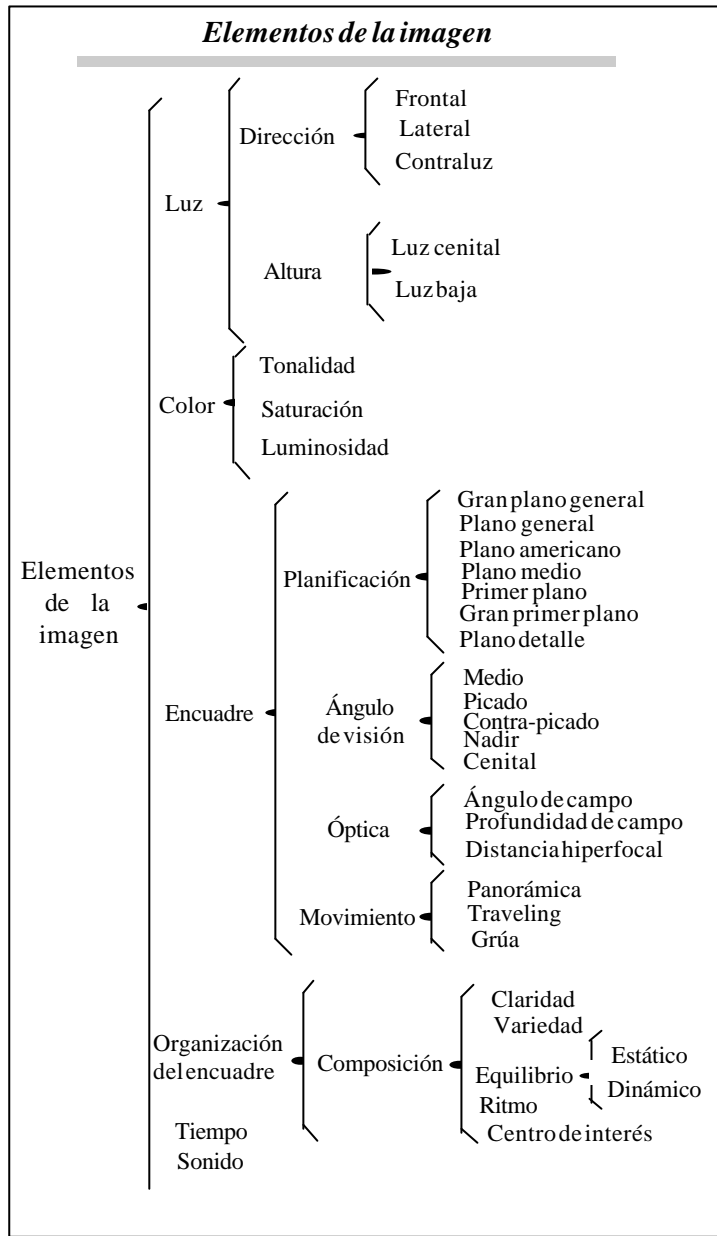 Elementos de la imagen
Elementos
de la
imagen
Luz
Dirección
Frontal
Lateral
Contraluz
Altura
Luz cenital
Luz baja
Color
Tonalidad
Saturación
Luminosidad
Encuadre
Planificación
Gran plano general
Plano general
Plano americano
Plano medio
Primer plano
Gran primer plano
Plano detalle
Ángulo
de visión
Medio
Picado
Contra-picado
Nadir
Cenital
Óptica
Ángulo de campo
Profundidad de campo
Distancia hiperfocal
Movimiento
Panorámica
Traveling
Grúa
Organización
del encuadre
Composición
Claridad
Variedad
Equilibrio
Estático
Dinámico
Ritmo
Centro de interés
Tiempo
Sonido